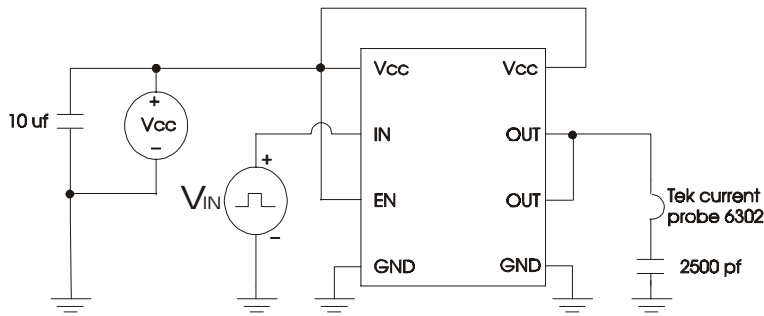 Vcc
Vcc
10 uf
+
Vcc
−
IN
OUT
+
VIN
−
EN
OUT
Tek current
probe 6302
GND
GND
2500 pf